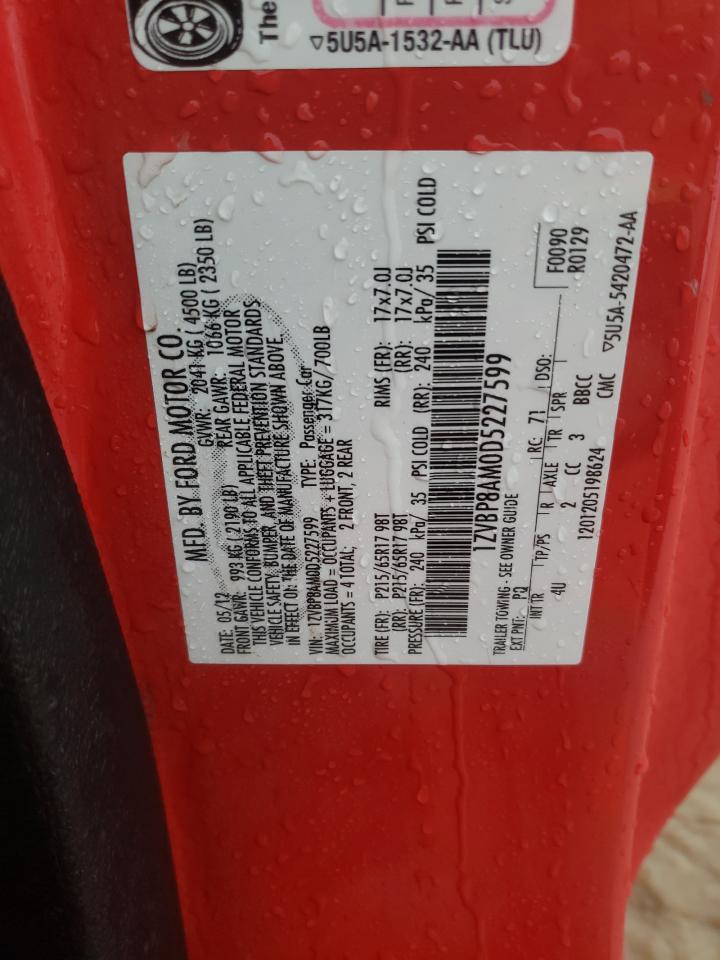 The
▽5U5A-1532-AA (TLU)
MFD. BY FORD MOTOR CO.
DATE: 05/12 GVWR: 2041 KG ( 4500 LB)
FRONT GAWR: 993 KG ( 2190 LB) REAR GAWR: 1066 KG ( 2350 LB)
THIS VEHICLE CONFORMS TO ALL APPLICABLE FEDERAL MOTOR
VEHICLE SAFETY, BUMPER, AND THEFT PREVENTION STANDARDS
IN EFFECT ON THE DATE OF MANUFACTURE SHOWN ABOVE.
VIN: 1ZVBP8AM0D5227599 TYPE: Passenger Car
MAXIMUM LOAD = OCCUPANTS + LUGGAGE = 317KG/700LB
OCCUPANTS = 4 TOTAL: 2 FRONT, 2 REAR
TIRE (FR): P215/65R17 98T RIMS (FR): 17x7.0J
(RR): P215/65R17 98T (RR): 17x7.0J
PRESSURE (FR): 240 kPa/ 35 PSI COLD (RR): 240 kPa/ 35 PSI COLD
1ZVBP8AM0D5227599
TRAILER TOWING - SEE OWNER GUIDE
EXT PNT: PQ RC: 71 DSO: F0090
R0129
INT TR TP/PS R AXLE TR SPR
4U 2 CC 3 BBCC
12012051986​24 CMC
▽5U5A-5420472-AA